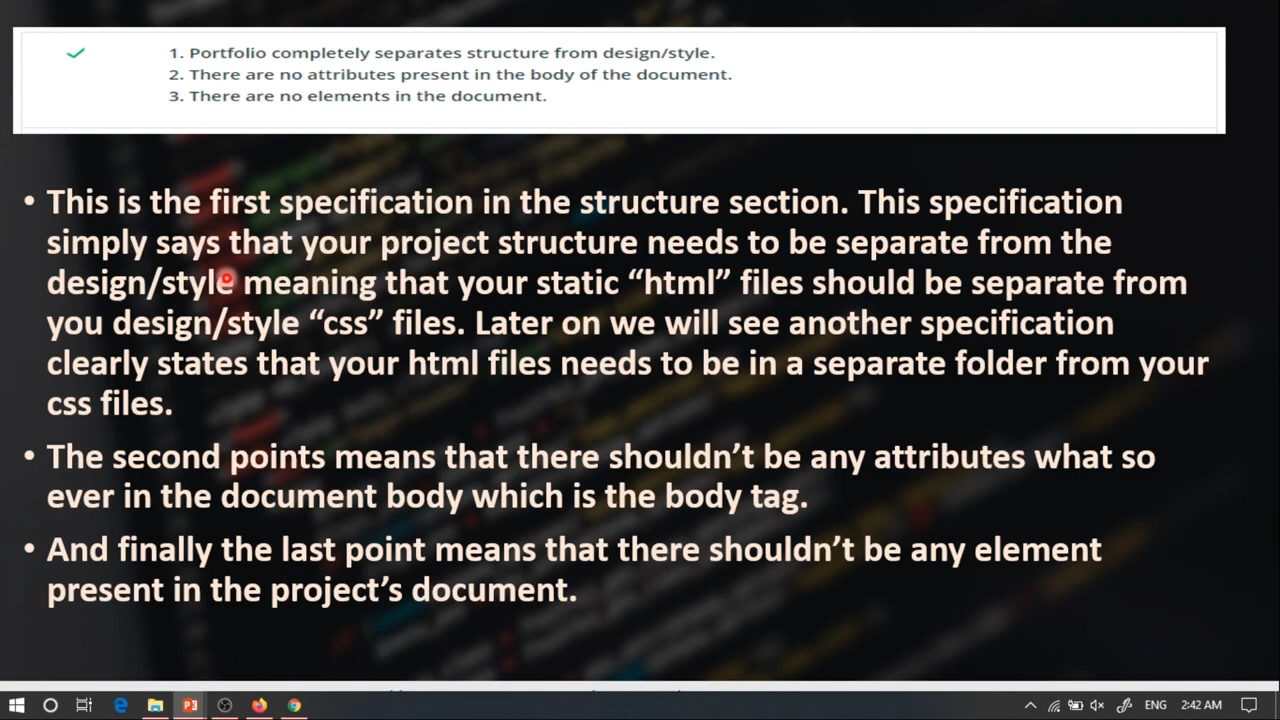 1. Portfolio completely separates structure from design/style.
2. There are no attributes present in the body of the document.
3. There are no elements in the document.
• This is the first specification in the structure section. This specification
simply says that your project structure needs to be separate from the
design/style meaning that your static “html” files should be separate from
you design/style “css” files. Later on we will see another specification
clearly states that your html files needs to be in a separate folder from your
css files.
• The second points means that there shouldn’t be any attributes what so
ever in the document body which is the body tag.
• And finally the last point means that there shouldn’t be any element
present in the project’s document.
ENG
2:42 AM